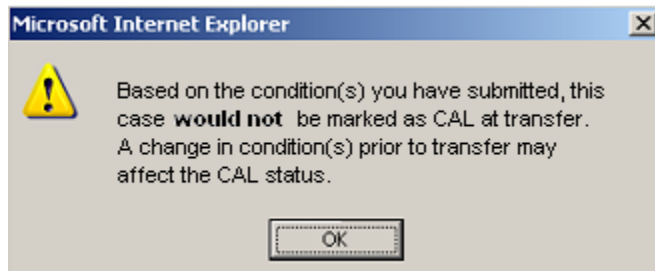 Microsoft Internet Explorer
Based on the condition(s) you have submitted, this
case would not be marked as CAL at transfer.
A change in condition(s) prior to transfer may
affect the CAL status.
OK